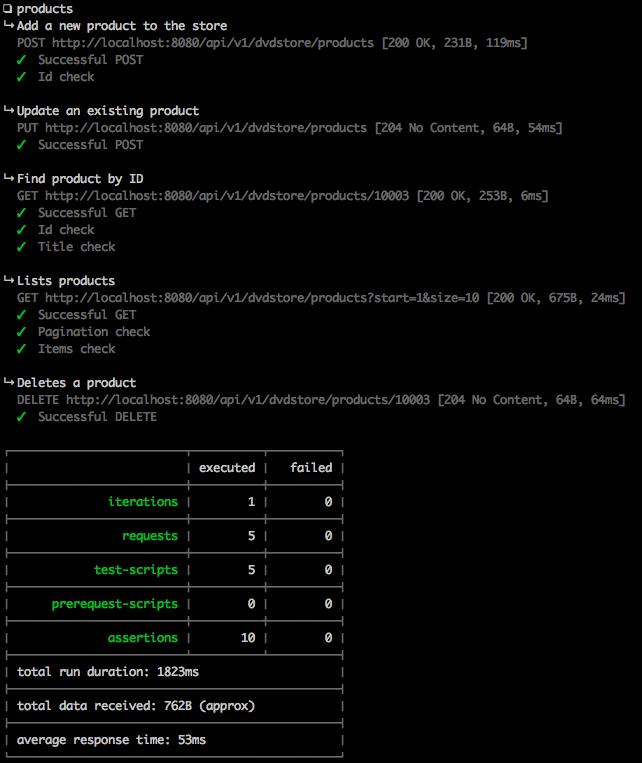 products
Add a new product to the store
POST http://localhost:8080/api/v1/dvdstore/products [200 OK, 231B, 119ms]
✓ Successful POST
✓ Id check
Update an existing product
PUT http://localhost:8080/api/v1/dvdstore/products [204 No Content, 64B, 54ms]
✓ Successful POST
Find product by ID
GET http://localhost:8080/api/v1/dvdstore/products/10003 [200 OK, 253B, 6ms]
✓ Successful GET
✓ Id check
✓ Title check
Lists products
GET http://localhost:8080/api/v1/dvdstore/products?start=1&size=10 [200 OK, 675B, 24ms]
✓ Successful GET
✓ Pagination check
✓ Items check
Deletes a product
DELETE http://localhost:8080/api/v1/dvdstore/products/10003 [204 No Content, 64B, 64ms]
✓ Successful DELETE
executed failed
iterations 1 0
requests 5 0
test-scripts 5 0
prerequest-scripts 0 0
assertions 10 0
total run duration: 1823ms
total data received: 762B (approx)
average response time: 53ms